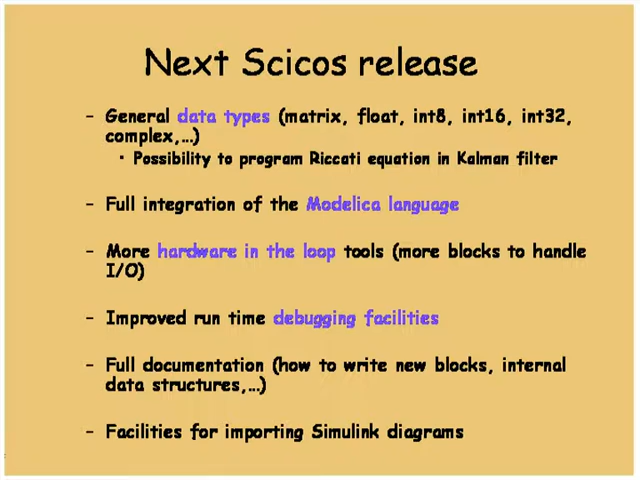 Next Scicos release
– General data types (matrix, float, int8, int16, int32,
complex,…)
· Possibility to program Riccati equation in Kalman filter
– Full integration of the Modelica language
– More hardware in the loop tools (more blocks to handle
I/O)
– Improved run time debugging facilities
– Full documentation (how to write new blocks, internal
data structures,…)
– Facilities for importing Simulink diagrams